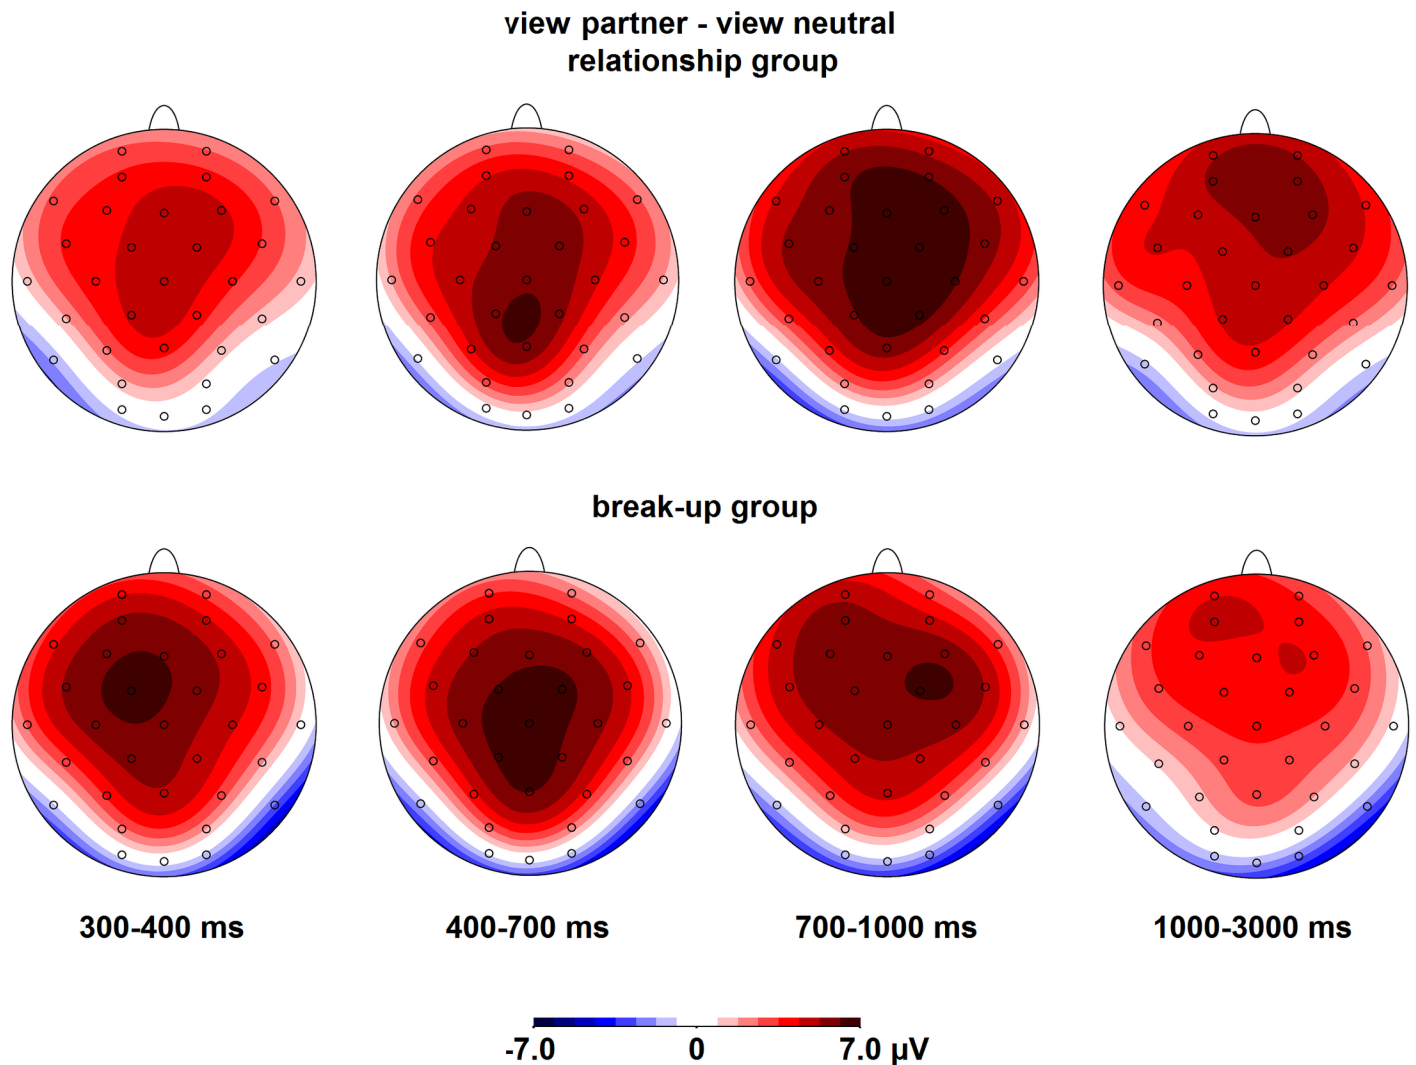 view partner - view neutral
relationship group
break-up group
300-400 ms
400-700 ms
700-1000 ms
1000-3000 ms
-7.0
0
7.0 µV